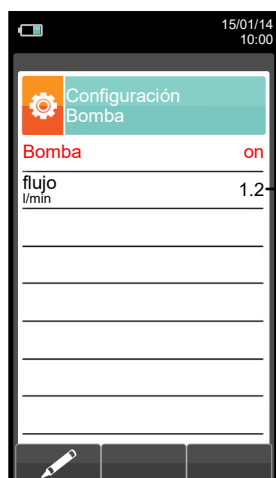 15/01/14
10:00
Configuración
Bomba
Bomba on
flujo 1.2
l/min